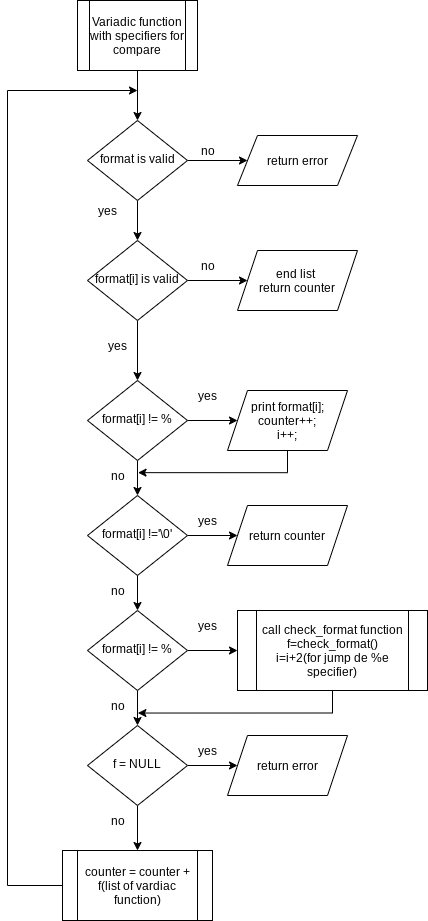 Variadic function
with specifiers for
compare
format is valid
no
return error
yes
format[i] is valid
no
end list
return counter
yes
format[i] != %
yes
print format[i];
counter++;
i++;
no
format[i] !='\0'
yes
return counter
no
format[i] != %
yes
call check_format function
f=check_format()
i=i+2(for jump de %e
specifier)
no
f = NULL
yes
return error
no
counter = counter +
f(list of vardiac
function)